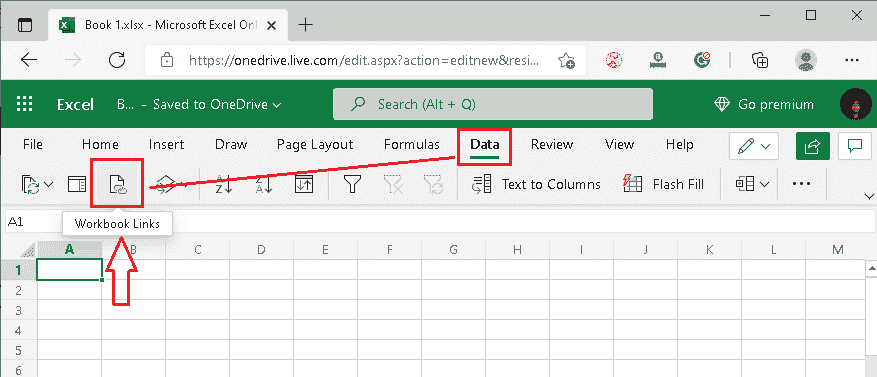 Book 1.xlsx - Microsoft Excel Onl
https://onedrive.live.com/edit.aspx?action=editnew&resi...
Excel B... - Saved to OneDrive Search (Alt + Q) Go premium
File Home Insert Draw Page Layout Formulas Data Review View Help
Text to Columns Flash Fill
A1 Workbook Links
A B C D E F G H I J K L M
1
2
3
4
5
6